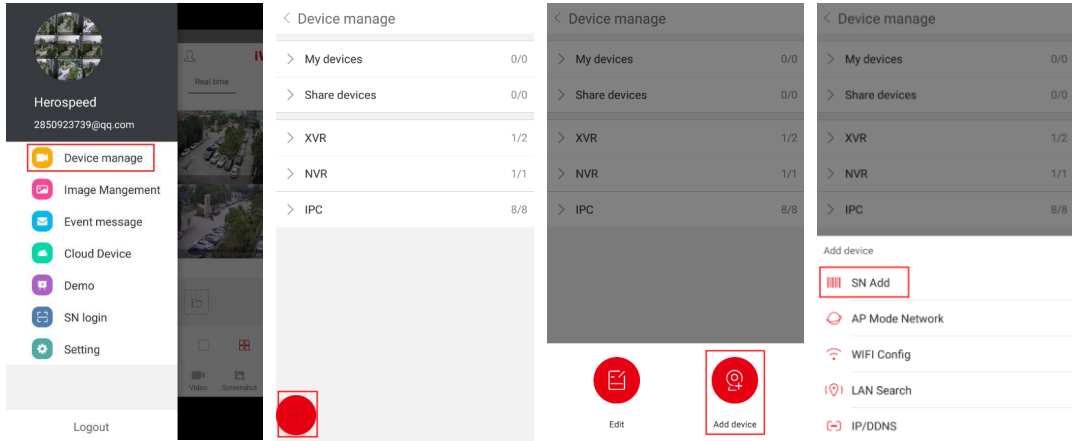 Herospeed
2850923739@qq.com
Device manage
Image Mangement
Event message
Cloud Device
Demo
SN login
Setting
Logout
iV
Real time
Video Screenshot
Device manage
My devices 0/0
Share devices 0/0
XVR 1/2
NVR 1/1
IPC 8/8
Device manage
My devices 0/0
Share devices 0/0
XVR 1/2
NVR 1/1
IPC 8/8
Edit Add device
Device manage
My devices 0/0
Share devices 0/0
XVR 1/2
NVR 1/1
IPC 8/8
Add device
SN Add
AP Mode Network
WIFI Config
LAN Search
IP/DDNS